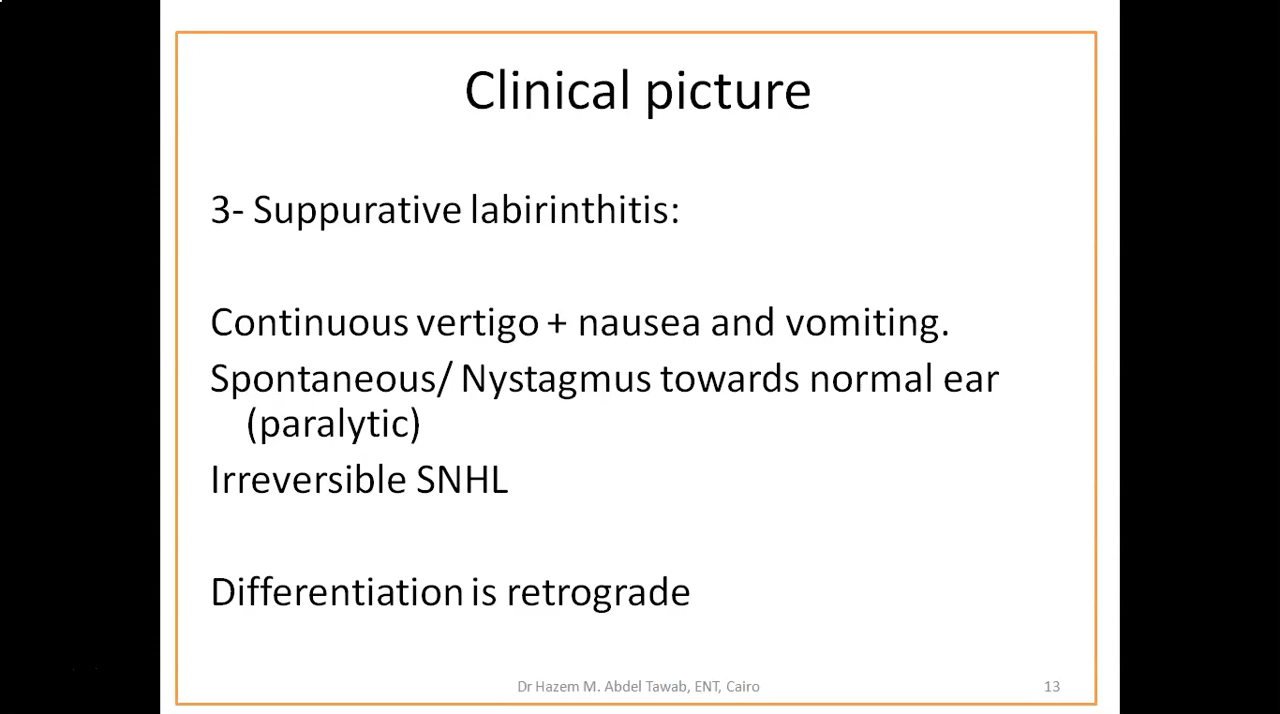 Clinical picture
3- Suppurative labirinthitis:
Continuous vertigo + nausea and vomiting.
Spontaneous/ Nystagmus towards normal ear
(paralytic)
Irreversible SNHL
Differentiation is retrograde
Dr Hazem M. Abdel Tawab, ENT, Cairo
13